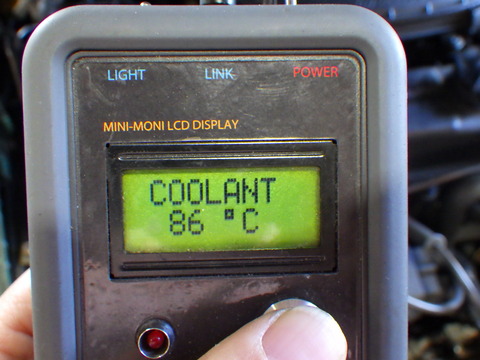 LIGHT LINK POWER
MINI-MONI LCD DISPLAY
COOLANT
86 °C